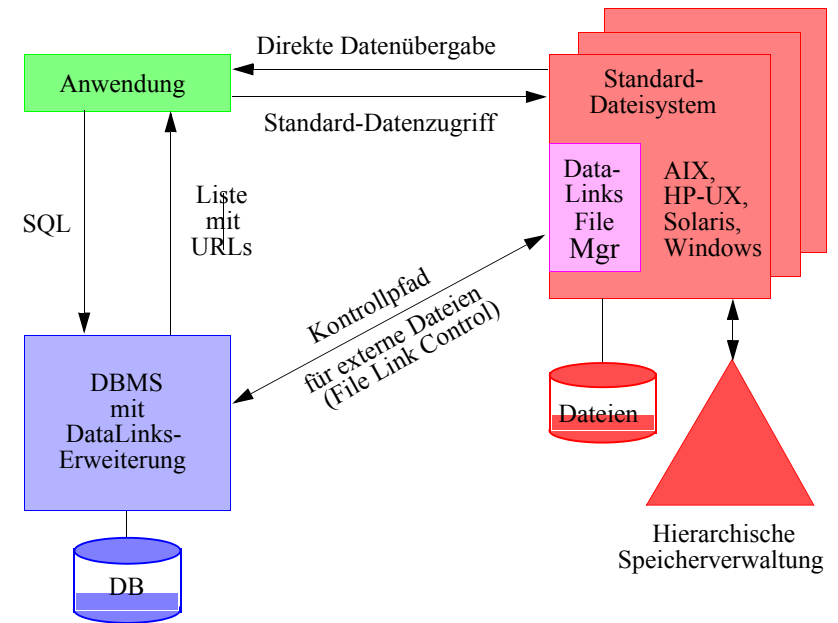 Direkte Datenübergabe
Anwendung
Standard-Datenzugriff
Standard-
Dateisystem
Data-
Links
File
Mgr
AIX,
HP-UX,
Solaris,
Windows
SQL
Liste
mit
URLs
Kontrollpfad
für externe Dateien
(File Link Control)
DBMS
mit
DataLinks-
Erweiterung
Dateien
DB
Hierarchische
Speicherverwaltung